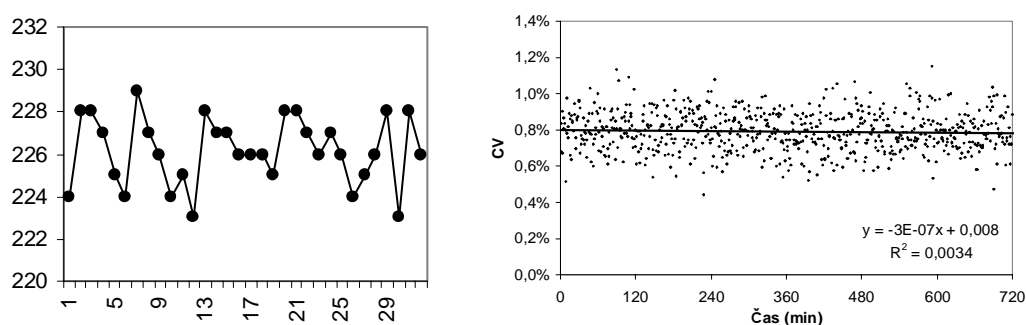 232
230
228
226
224
222
220
1 5 9 13 17 21 25 29
1,4%
1,2%
1,0%
0,8%
0,6%
0,4%
0,2%
0,0%
CV
y = -3E-07x + 0,008
R² = 0,0034
0 120 240 360 480 600 720
Čas (min)